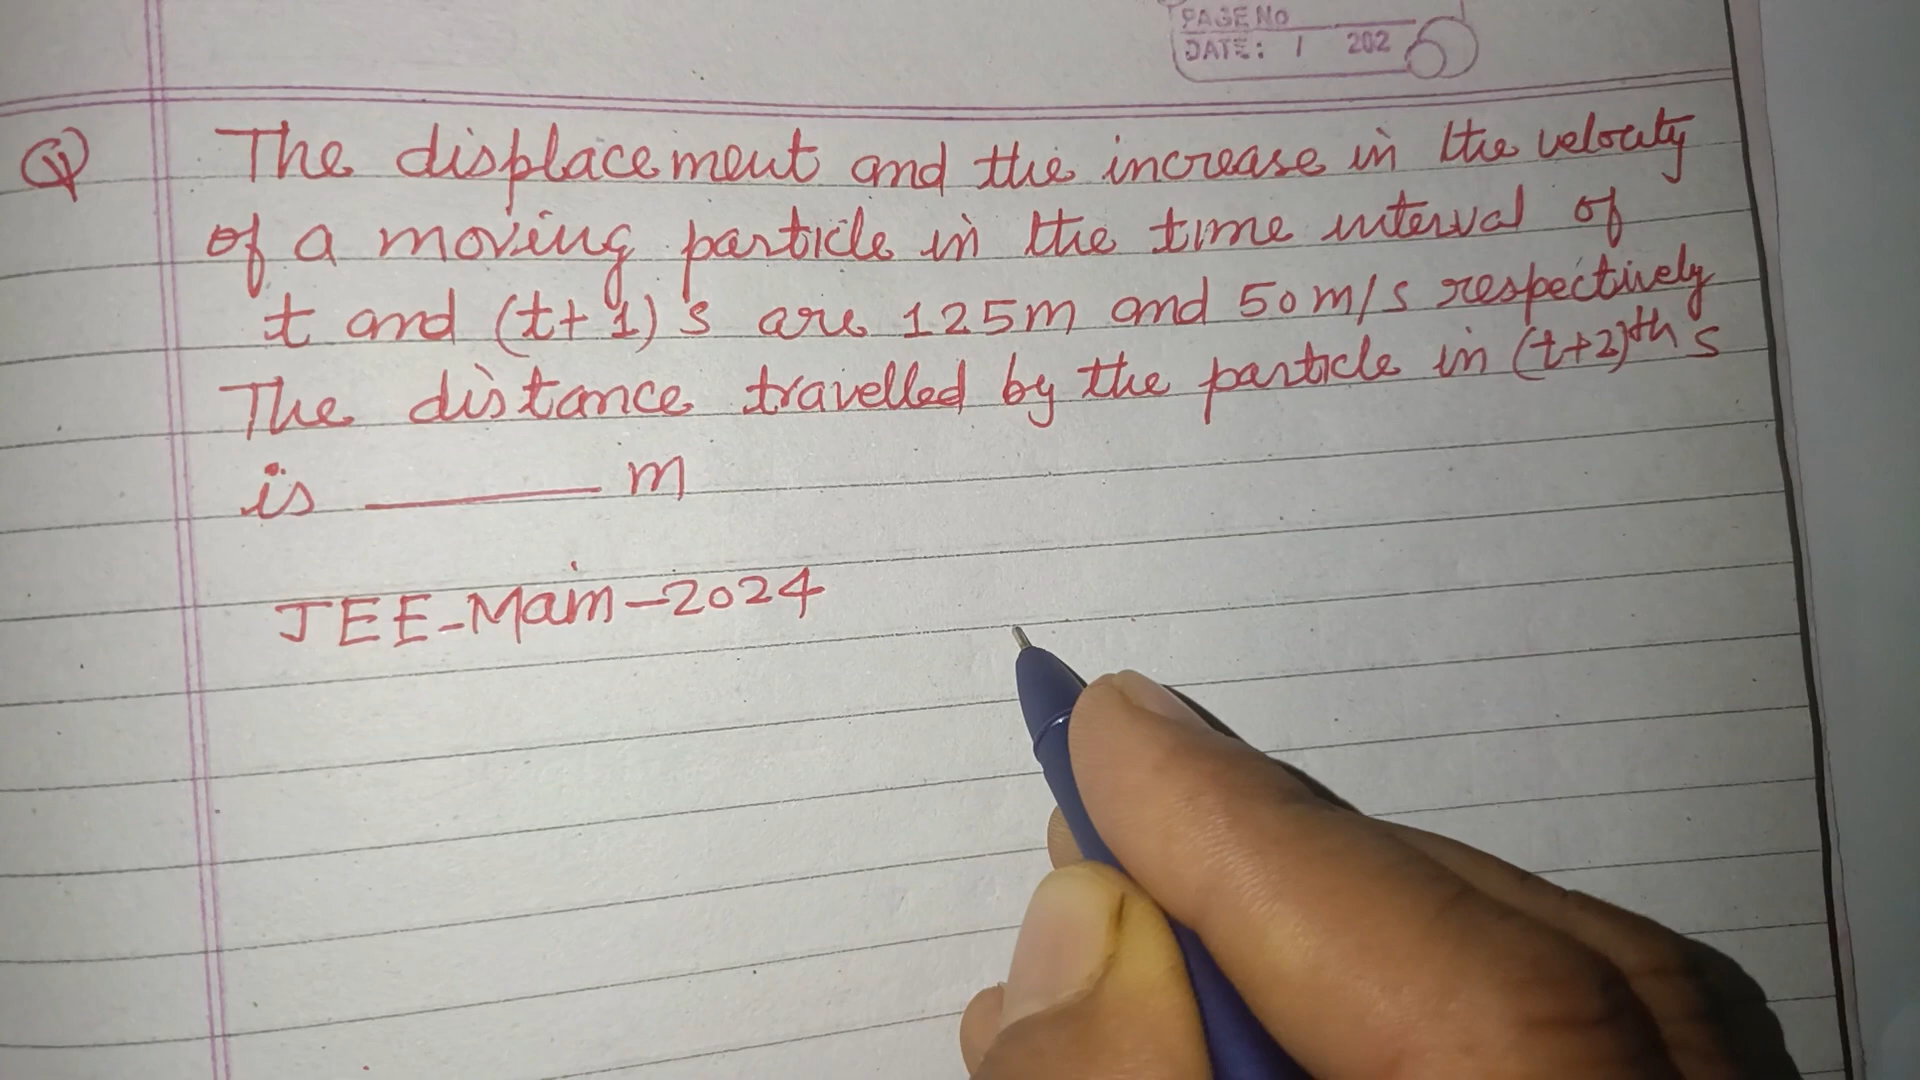 PAGE No
DATE: / 202
Q The displacement and the increase in the velocity
of a moving particle in the time interval of
t and (t+1)s are 125m and 50m/s respectively
The distance travelled by the particle in (t+2)th s
is ______ m
JEE-Main-2024